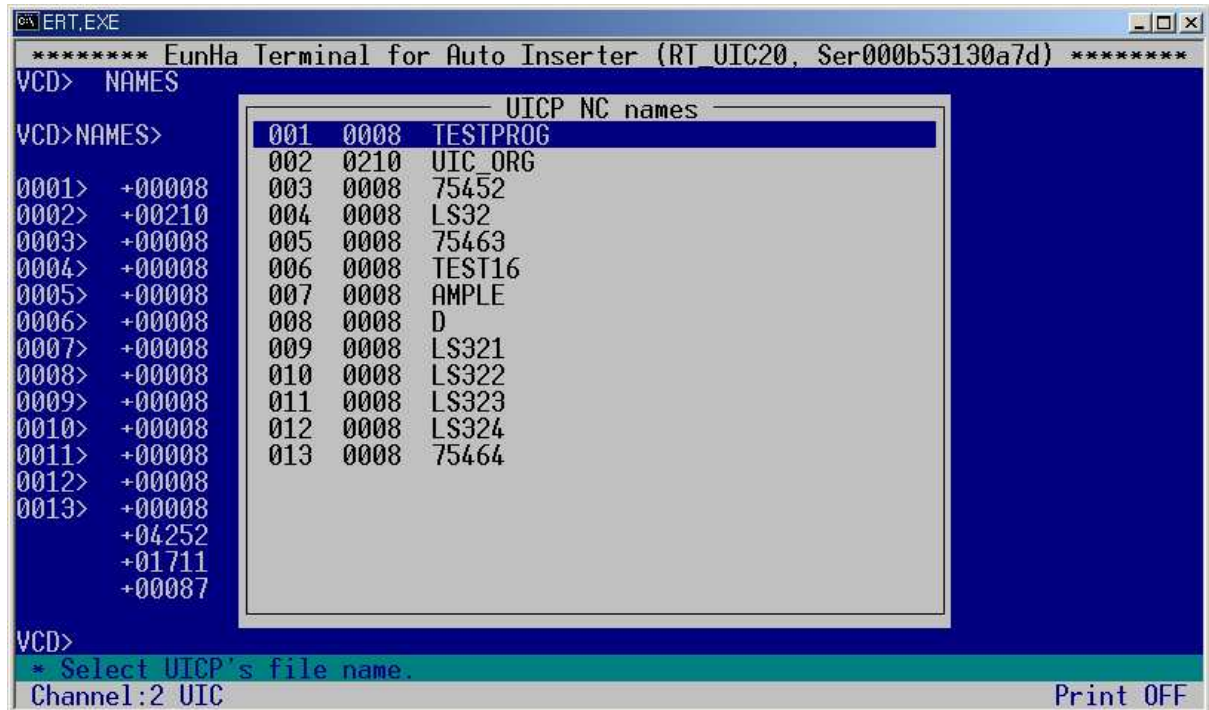 ERT,EXE
******** EunHa Terminal for Auto Inserter (RT_UIC20, Ser000b53130a7d) ********
VCD> NAMES
UICP NC names
VCD>NAMES> 001 0008 TESTPROG
002 0210 UIC_ORG
0001> +00008 003 0008 75452
0002> +00210 004 0008 LS32
0003> +00008 005 0008 75463
0004> +00008 006 0008 TEST16
0005> +00008 007 0008 AMPLE
0006> +00008 008 0008 D
0007> +00008 009 0008 LS321
0008> +00008 010 0008 LS322
0009> +00008 011 0008 LS323
0010> +00008 012 0008 LS324
0011> +00008 013 0008 75464
0012> +00008
0013> +00008
+04252
+01711
+00087
VCD>
* Select UICP's file name.
Channel:2 UIC Print OFF